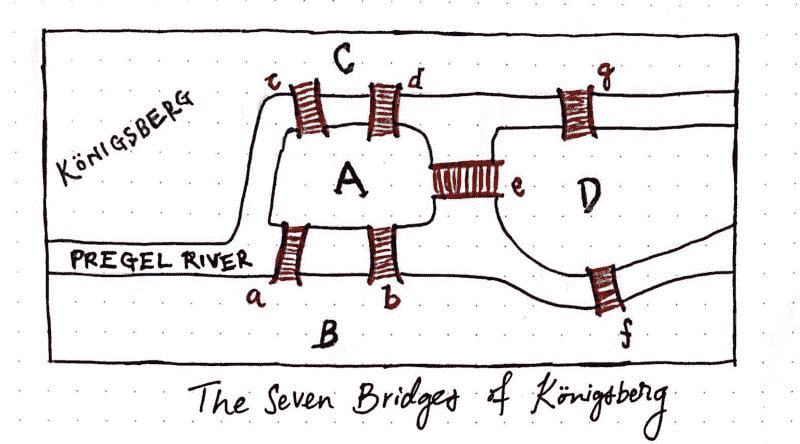 C
c
d
g
KÖNIGSBERG
A
e
D
PREGEL RIVER
a
b
B
f
The Seven Bridges of Königsberg